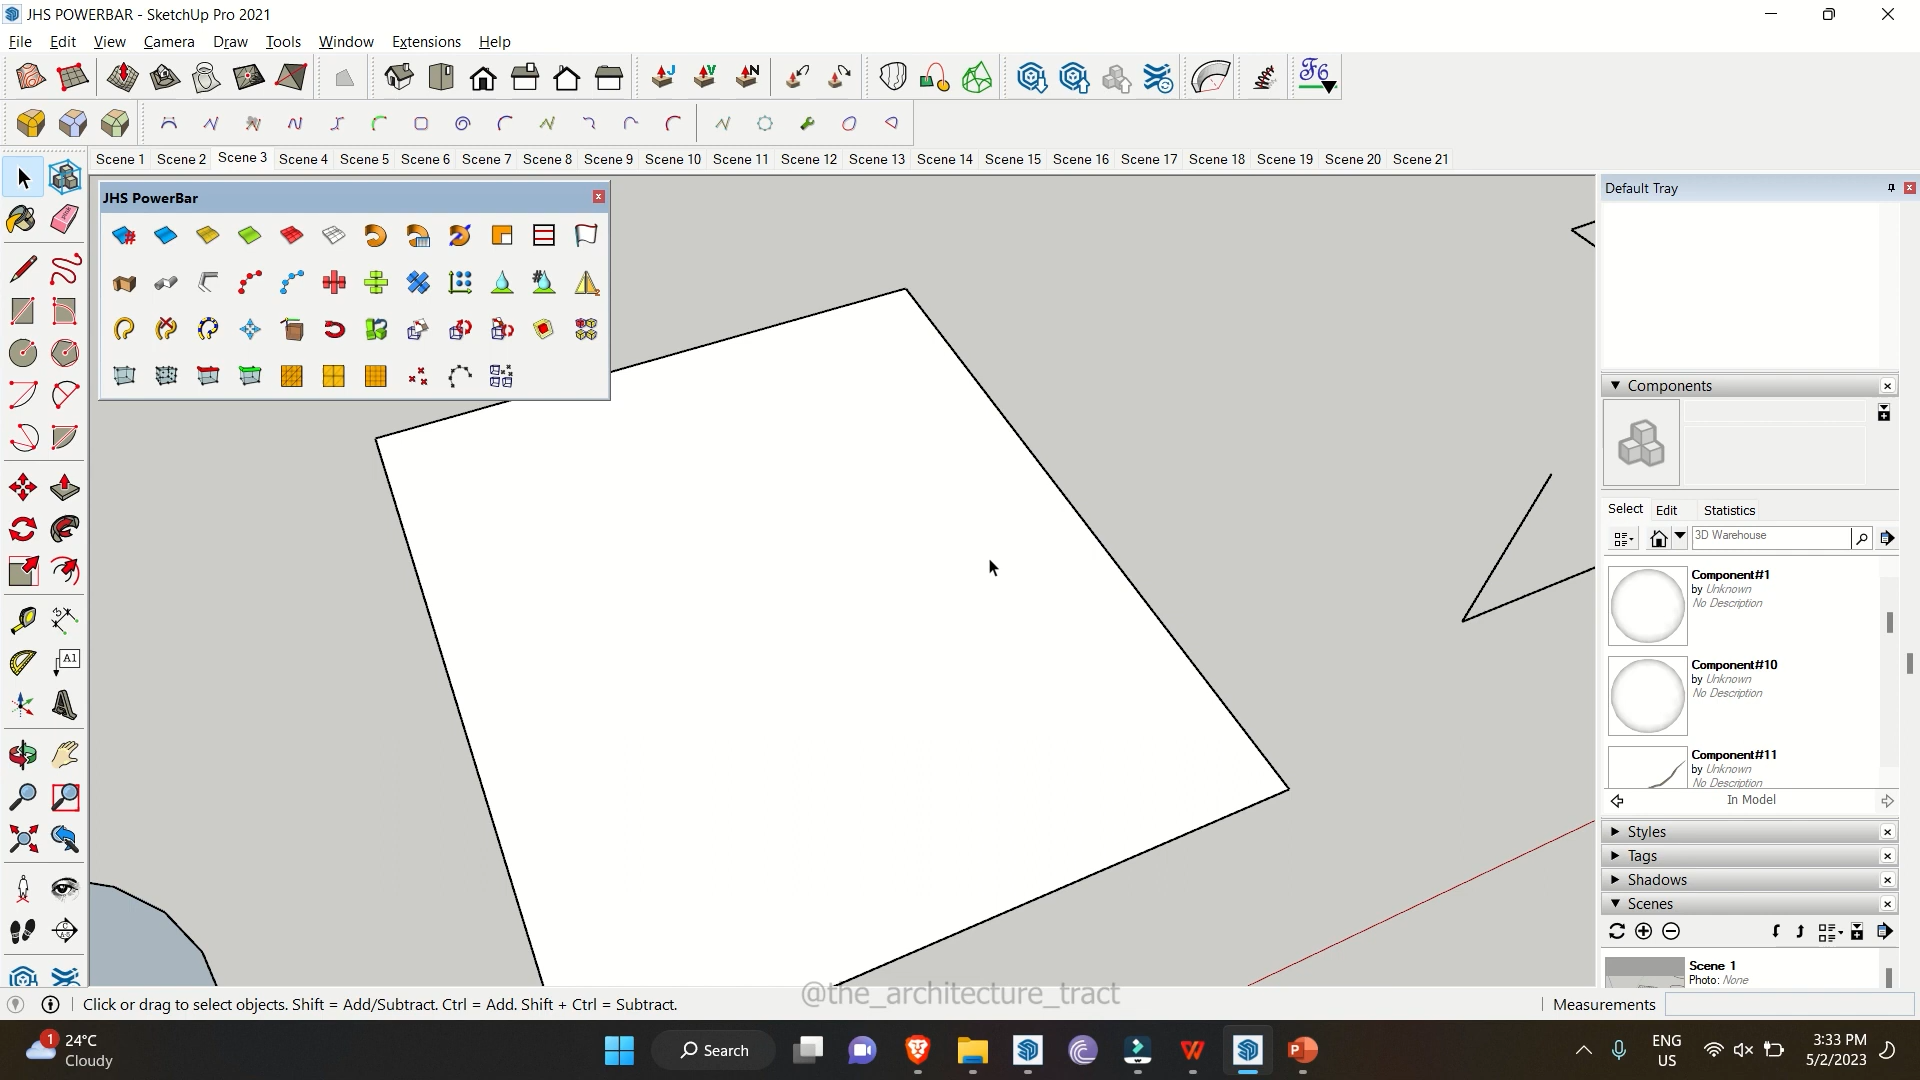 JHS POWERBAR - SketchUp Pro 2021
File Edit View Camera Draw Tools Window Extensions Help
J V N F6
Scene 1 Scene 2 Scene 3 Scene 4 Scene 5 Scene 6 Scene 7 Scene 8 Scene 9 Scene 10 Scene 11 Scene 12 Scene 13 Scene 14 Scene 15 Scene 16 Scene 17 Scene 18 Scene 19 Scene 20 Scene 21
JHS PowerBar
Default Tray
Components
Select Edit Statistics
3D Warehouse
Component#1
by Unknown
No Description
Component#10
by Unknown
No Description
Component#11
by Unknown
No Description
In Model
Styles
Tags
Shadows
Scenes
Scene 1
Photo: None
A1
@the_architecture_tract
Click or drag to select objects. Shift = Add/Subtract. Ctrl = Add. Shift + Ctrl = Subtract.
Measurements
1
24°C
Cloudy
Search
ENG
US
3:33 PM
5/2/2023